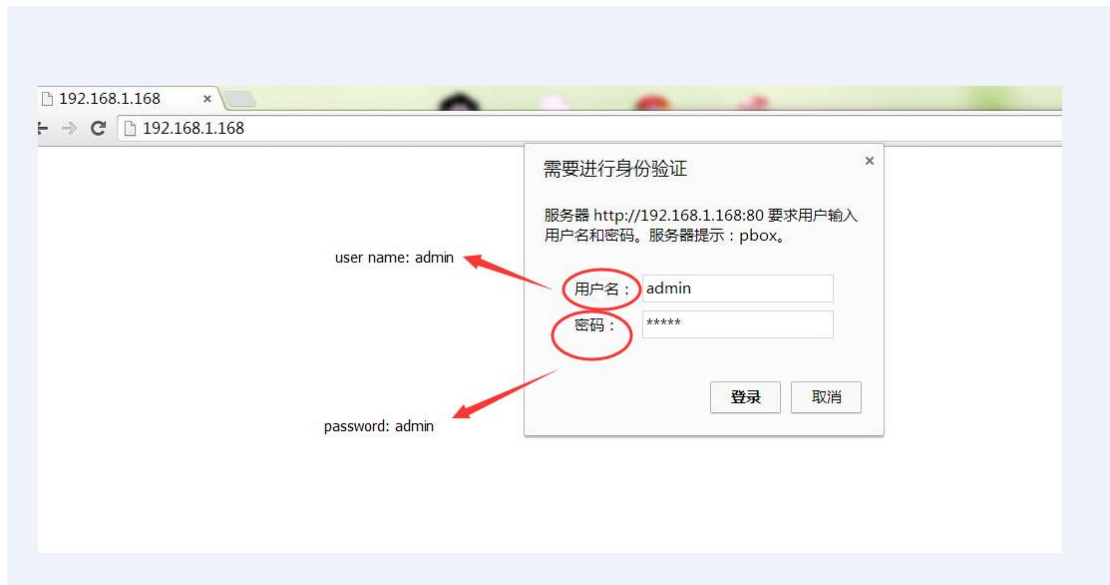 192.168.1.168
192.168.1.168
需要进行身份验证
服务器 http://192.168.1.168:80 要求用户输入
用户名和密码。服务器提示：pbox。
user name: admin
用户名： admin
密码： *****
登录 取消
password: admin